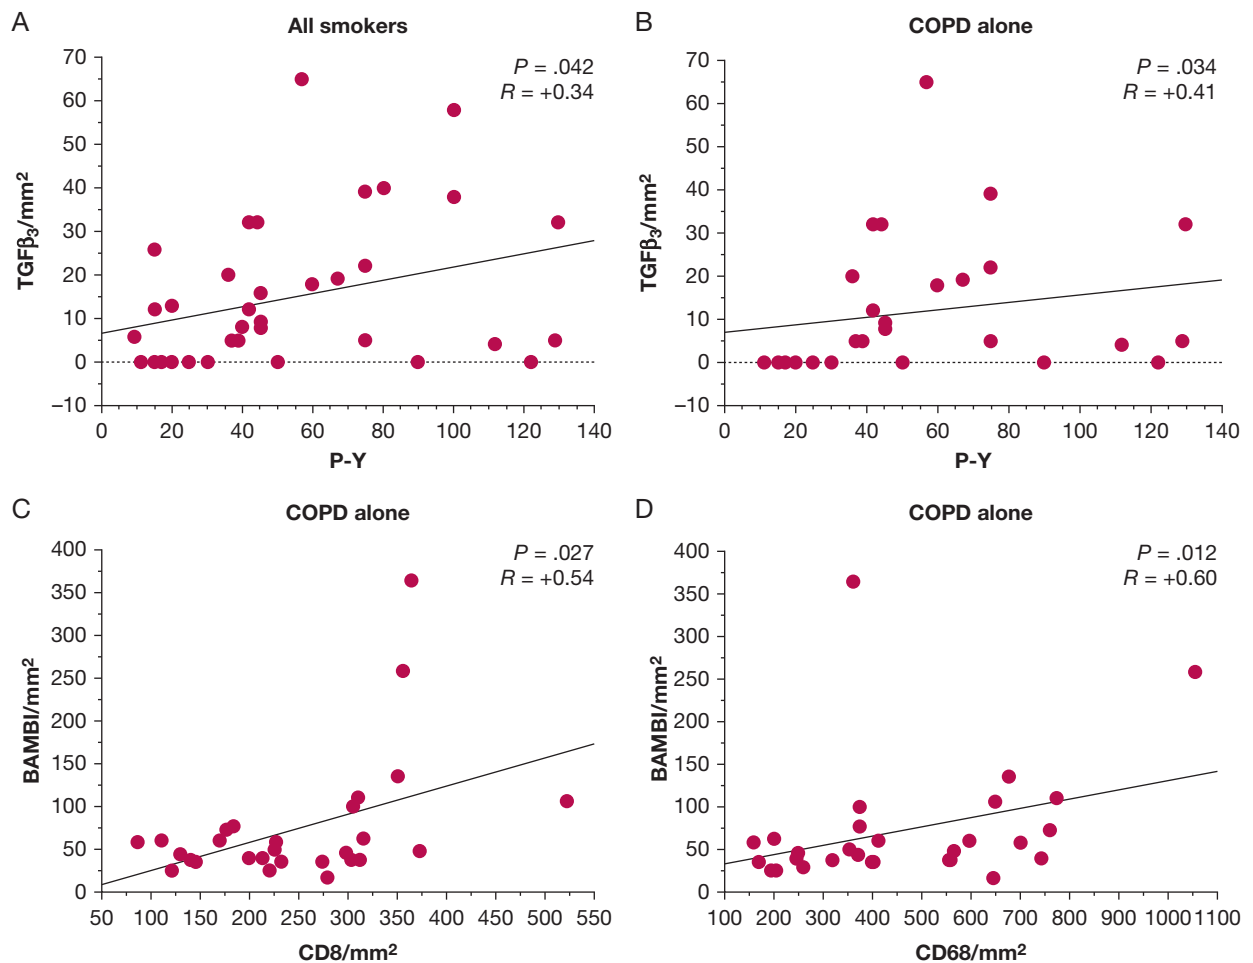 A
All smokers
P = .042
R = +0.34
TGFβ₃/mm²
70
60
50
40
30
20
10
0
–10
0 20 40 60 80 100 120 140
P-Y
B
COPD alone
P = .034
R = +0.41
TGFβ₃/mm²
70
60
50
40
30
20
10
0
–10
0 20 40 60 80 100 120 140
P-Y
C
COPD alone
P = .027
R = +0.54
BAMBI/mm²
400
350
300
250
200
150
100
50
0
50 100 150 200 250 300 350 400 450 500 550
CD8/mm²
D
COPD alone
P = .012
R = +0.60
BAMBI/mm²
400
350
300
250
200
150
100
50
0
100 200 300 400 500 600 700 800 900 1000 1100
CD68/mm²